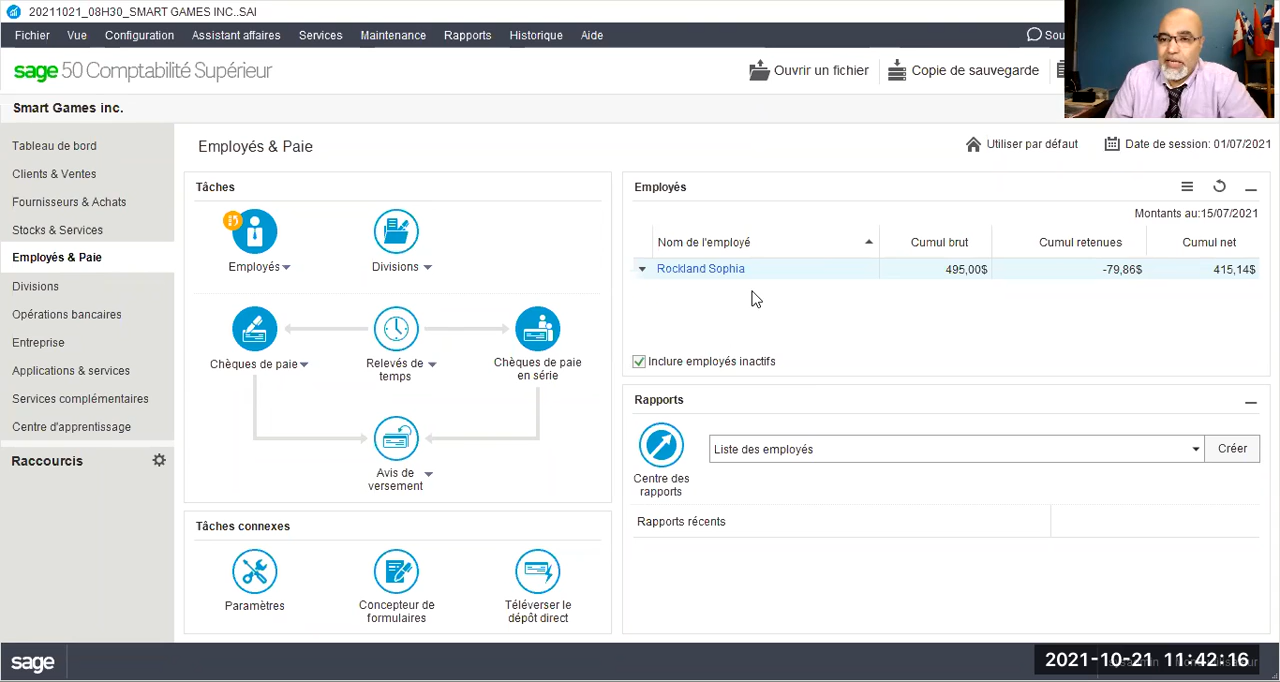 20211021_08H30_SMART GAMES INC..SAI
Fichier Vue Configuration Assistant affaires Services Maintenance Rapports Historique Aide
sage 50 Comptabilité Supérieur
Ouvrir un fichier Copie de sauvegarde
Smart Games inc.
Tableau de bord
Clients & Ventes
Fournisseurs & Achats
Stocks & Services
Employés & Paie
Divisions
Opérations bancaires
Entreprise
Applications & services
Services complémentaires
Centre d'apprentissage
Raccourcis
Employés & Paie
Utiliser par défaut Date de session: 01/07/2021
Tâches
Employés Divisions
Chèques de paie
Relevés de
temps
Chèques de paie
en série
Avis de
versement
Tâches connexes
Paramètres
Concepteur de
formulaires
Téléverser le
dépôt direct
Employés
Montants au:15/07/2021
Nom de l'employé Cumul brut Cumul retenues Cumul net
Rockland Sophia 495,00$ -79,86$ 415,14$
Inclure employés inactifs
Rapports
Centre des
rapports
Liste des employés Créer
Rapports récents
sage
2021-10-21 11:42:16